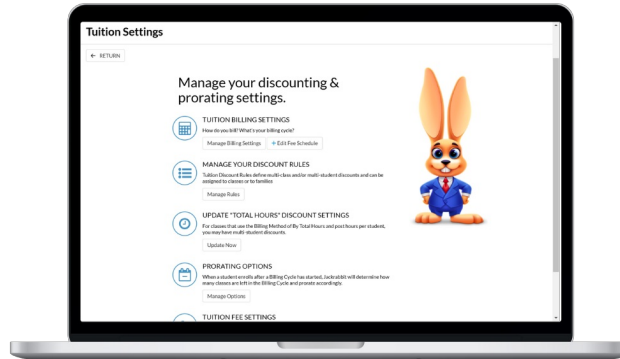 Tuition Settings
← RETURN
Manage your discounting &
prorating settings.
TUITION BILLING SETTINGS
How do you bill? What's your billing cycle?
Manage Billing Settings + Edit Fee Schedule
MANAGE YOUR DISCOUNT RULES
Tuition Discount Rules define multi-class and/or multi-student discounts and can be
assigned to classes or to families
Manage Rules
UPDATE "TOTAL HOURS" DISCOUNT SETTINGS
For classes that use the Billing Method of By Total Hours and post hours per student,
you may have multi-student discounts.
Update Now
PRORATING OPTIONS
When a student enrolls after a Billing Cycle has started, Jackrabbit will determine how
many classes are left in the Billing Cycle and prorate accordingly.
Manage Options
TUITION FEE SETTINGS